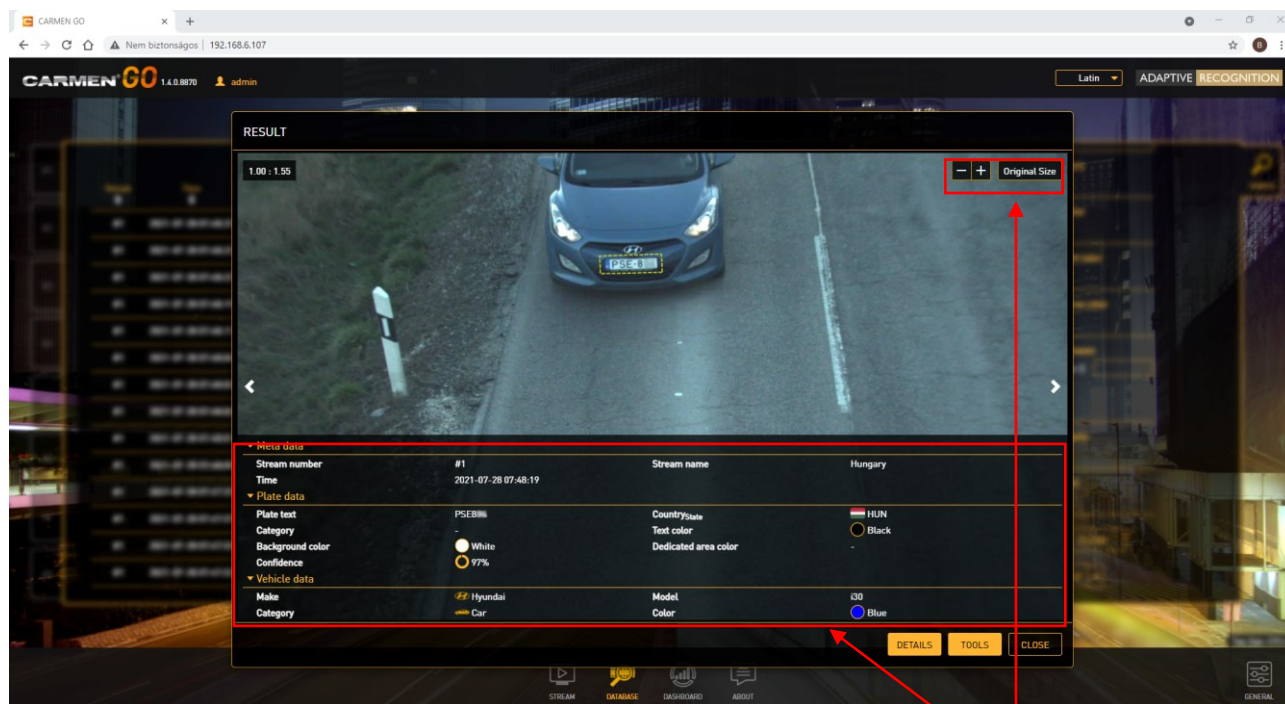 CARMEN GO
Nem biztonságos | 192.168.6.107
B
CARMEN GO 1.4.0.8870 admin Latin ADAPTIVE RECOGNITION
RESULT
1.00 : 1.55 − + Original Size
PSE-B
Meta data
Stream number #1 Stream name Hungary
Time 2021-07-28 07:48:19
Plate data
Plate text PSEB Country State HUN
Category - Text color Black
Background color White Dedicated area color -
Confidence 97%
Vehicle data
Make Hyundai Model i30
Category Car Color Blue
DETAILS TOOLS CLOSE
STREAM DATABASE DASHBOARD ABOUT GENERAL